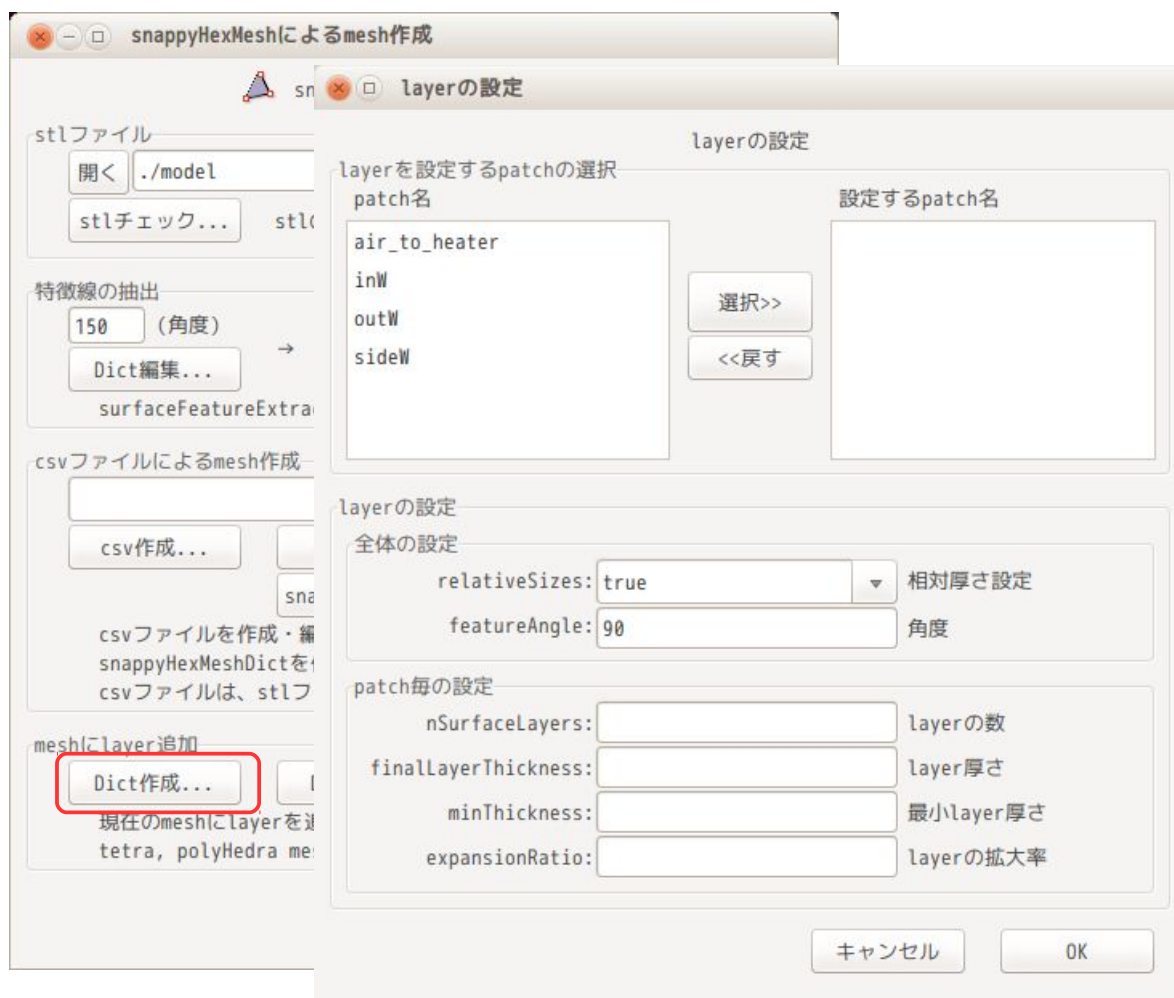 snappyHexMeshによるmesh作成
stlファイル
開く ./model
stlチェック...
特徴線の抽出
150 (角度)
→
Dict編集...
csvファイルによるmesh作成
csv作成...
csvファイルを作成・編
snappyHexMeshDictを
csvファイルは、stlフ
meshにlayer追加
Dict作成...
現在のmeshにlayerを追
tetra, polyHedra
layerの設定
layerの設定
layerを設定するpatchの選択
patch名
air_to_heater
inW
outW
sideW
選択>>
<<戻す
設定するpatch名
layerの設定
全体の設定
relativeSizes: true 相対厚さ設定
featureAngle: 90 角度
patch毎の設定
nSurfaceLayers: layerの数
finalLayerThickness: layer厚さ
minThickness: 最小layer厚さ
expansionRatio: layerの拡大率
キャンセル OK